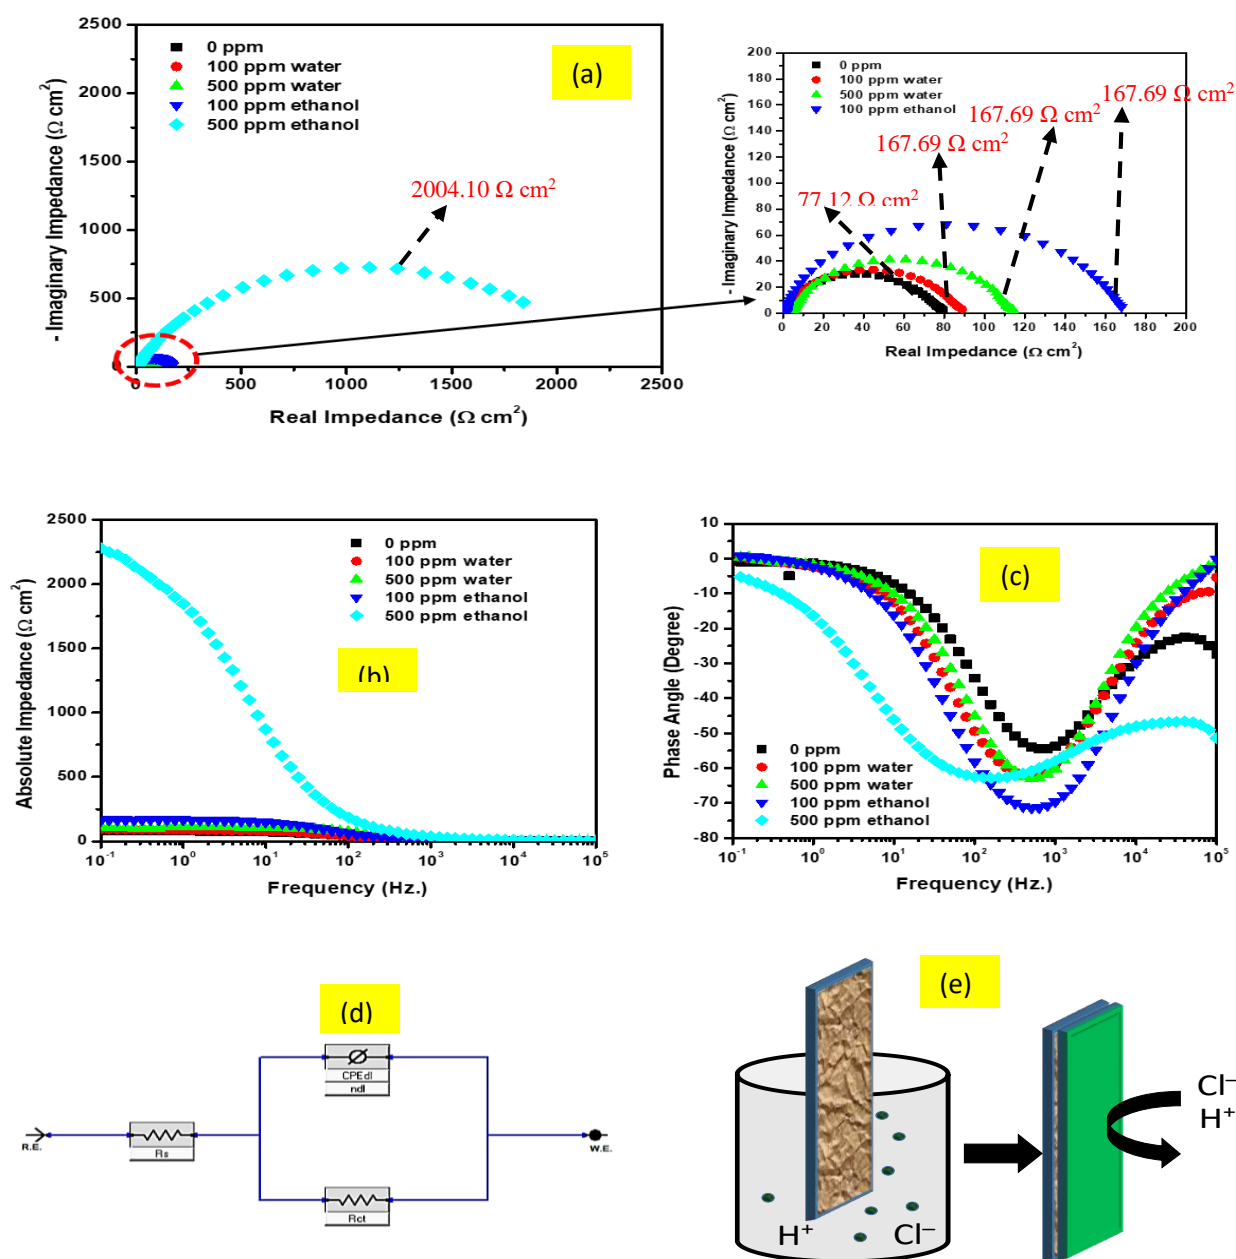 2500
2000
1500
1000
500
0
0
500
1000
1500
2000
2500
- Imaginary Impedance (Ω cm²)
Real Impedance (Ω cm²)
0 ppm
100 ppm water
500 ppm water
100 ppm ethanol
500 ppm ethanol
(a)
2004.10 Ω cm²
200
180
160
140
120
100
80
60
40
20
0
0
20
40
60
80
100
120
140
160
180
200
- Imaginary Impedance (Ω cm²)
Real Impedance (Ω cm²)
0 ppm
100 ppm water
500 ppm water
100 ppm ethanol
77.12 Ω cm²
167.69 Ω cm²
167.69 Ω cm²
167.69 Ω cm²
2500
2250
2000
1750
1500
1250
1000
750
500
250
0
10⁻¹
10⁰
10¹
10²
10³
10⁴
10⁵
Absolute Impedance (Ω cm²)
Frequency (Hz.)
0 ppm
100 ppm water
500 ppm water
100 ppm ethanol
500 ppm ethanol
(b)
10
0
-10
-20
-30
-40
-50
-60
-70
-80
10⁻¹
10⁰
10¹
10²
10³
10⁴
10⁵
Phase Angle (Degree)
Frequency (Hz.)
0 ppm
100 ppm water
500 ppm water
100 ppm ethanol
500 ppm ethanol
(c)
(d)
CPEdl
ndl
R.E.
Rs
W.E.
Rct
(e)
H⁺
Cl⁻
Cl⁻
H⁺